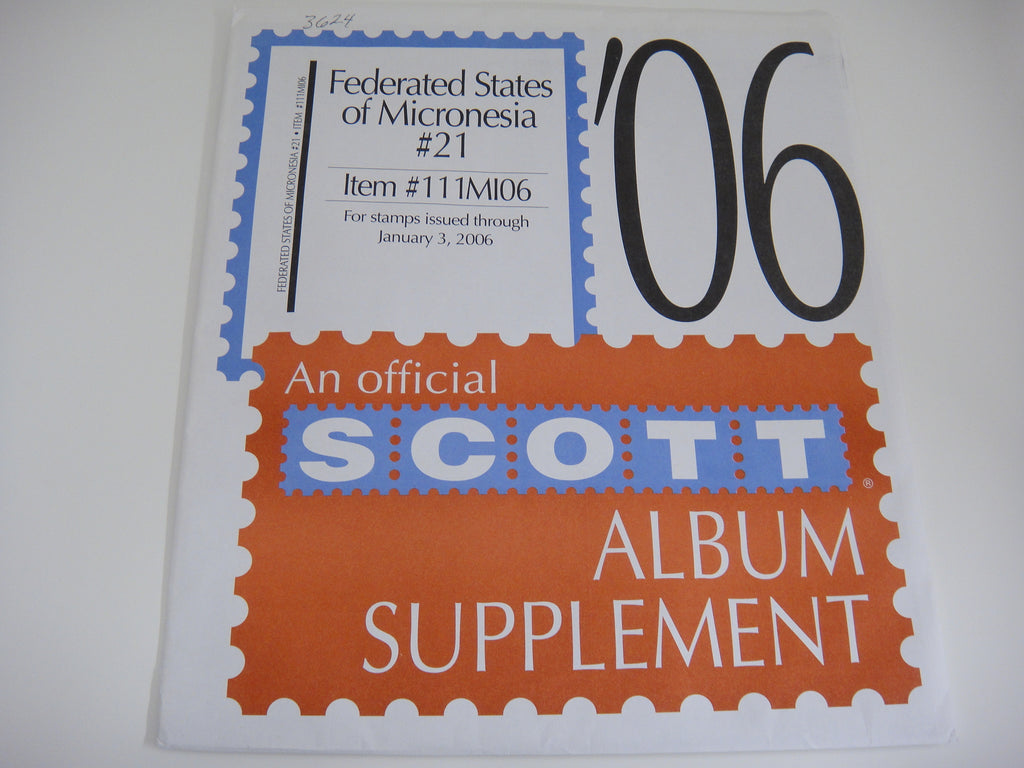 3624
FEDERATED STATES OF MICRONESIA #21 • ITEM #111MI06
Federated States
of Micronesia
#21
Item #111MI06
For stamps issued through
January 3, 2006
'06
An official
SCOTT®
ALBUM
SUPPLEMENT